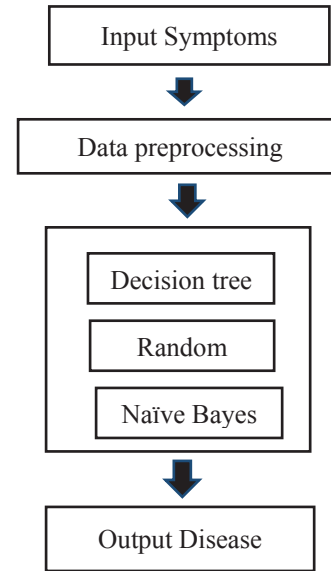 Input Symptoms
Data preprocessing
Decision tree
Random
Naïve Bayes
Output Disease